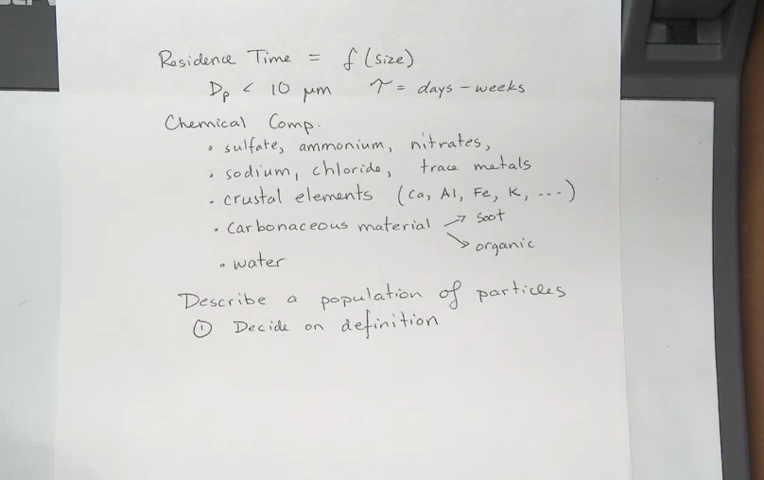 Residence Time = f (size)
Dp < 10 μm τ = days - weeks
Chemical Comp.
• sulfate, ammonium, nitrates,
• sodium, chloride, trace metals
• crustal elements (Ca, Al, Fe, K, ...)
• carbonaceous material → soot
→ organic
• water
Describe a population of particles
① Decide on definition